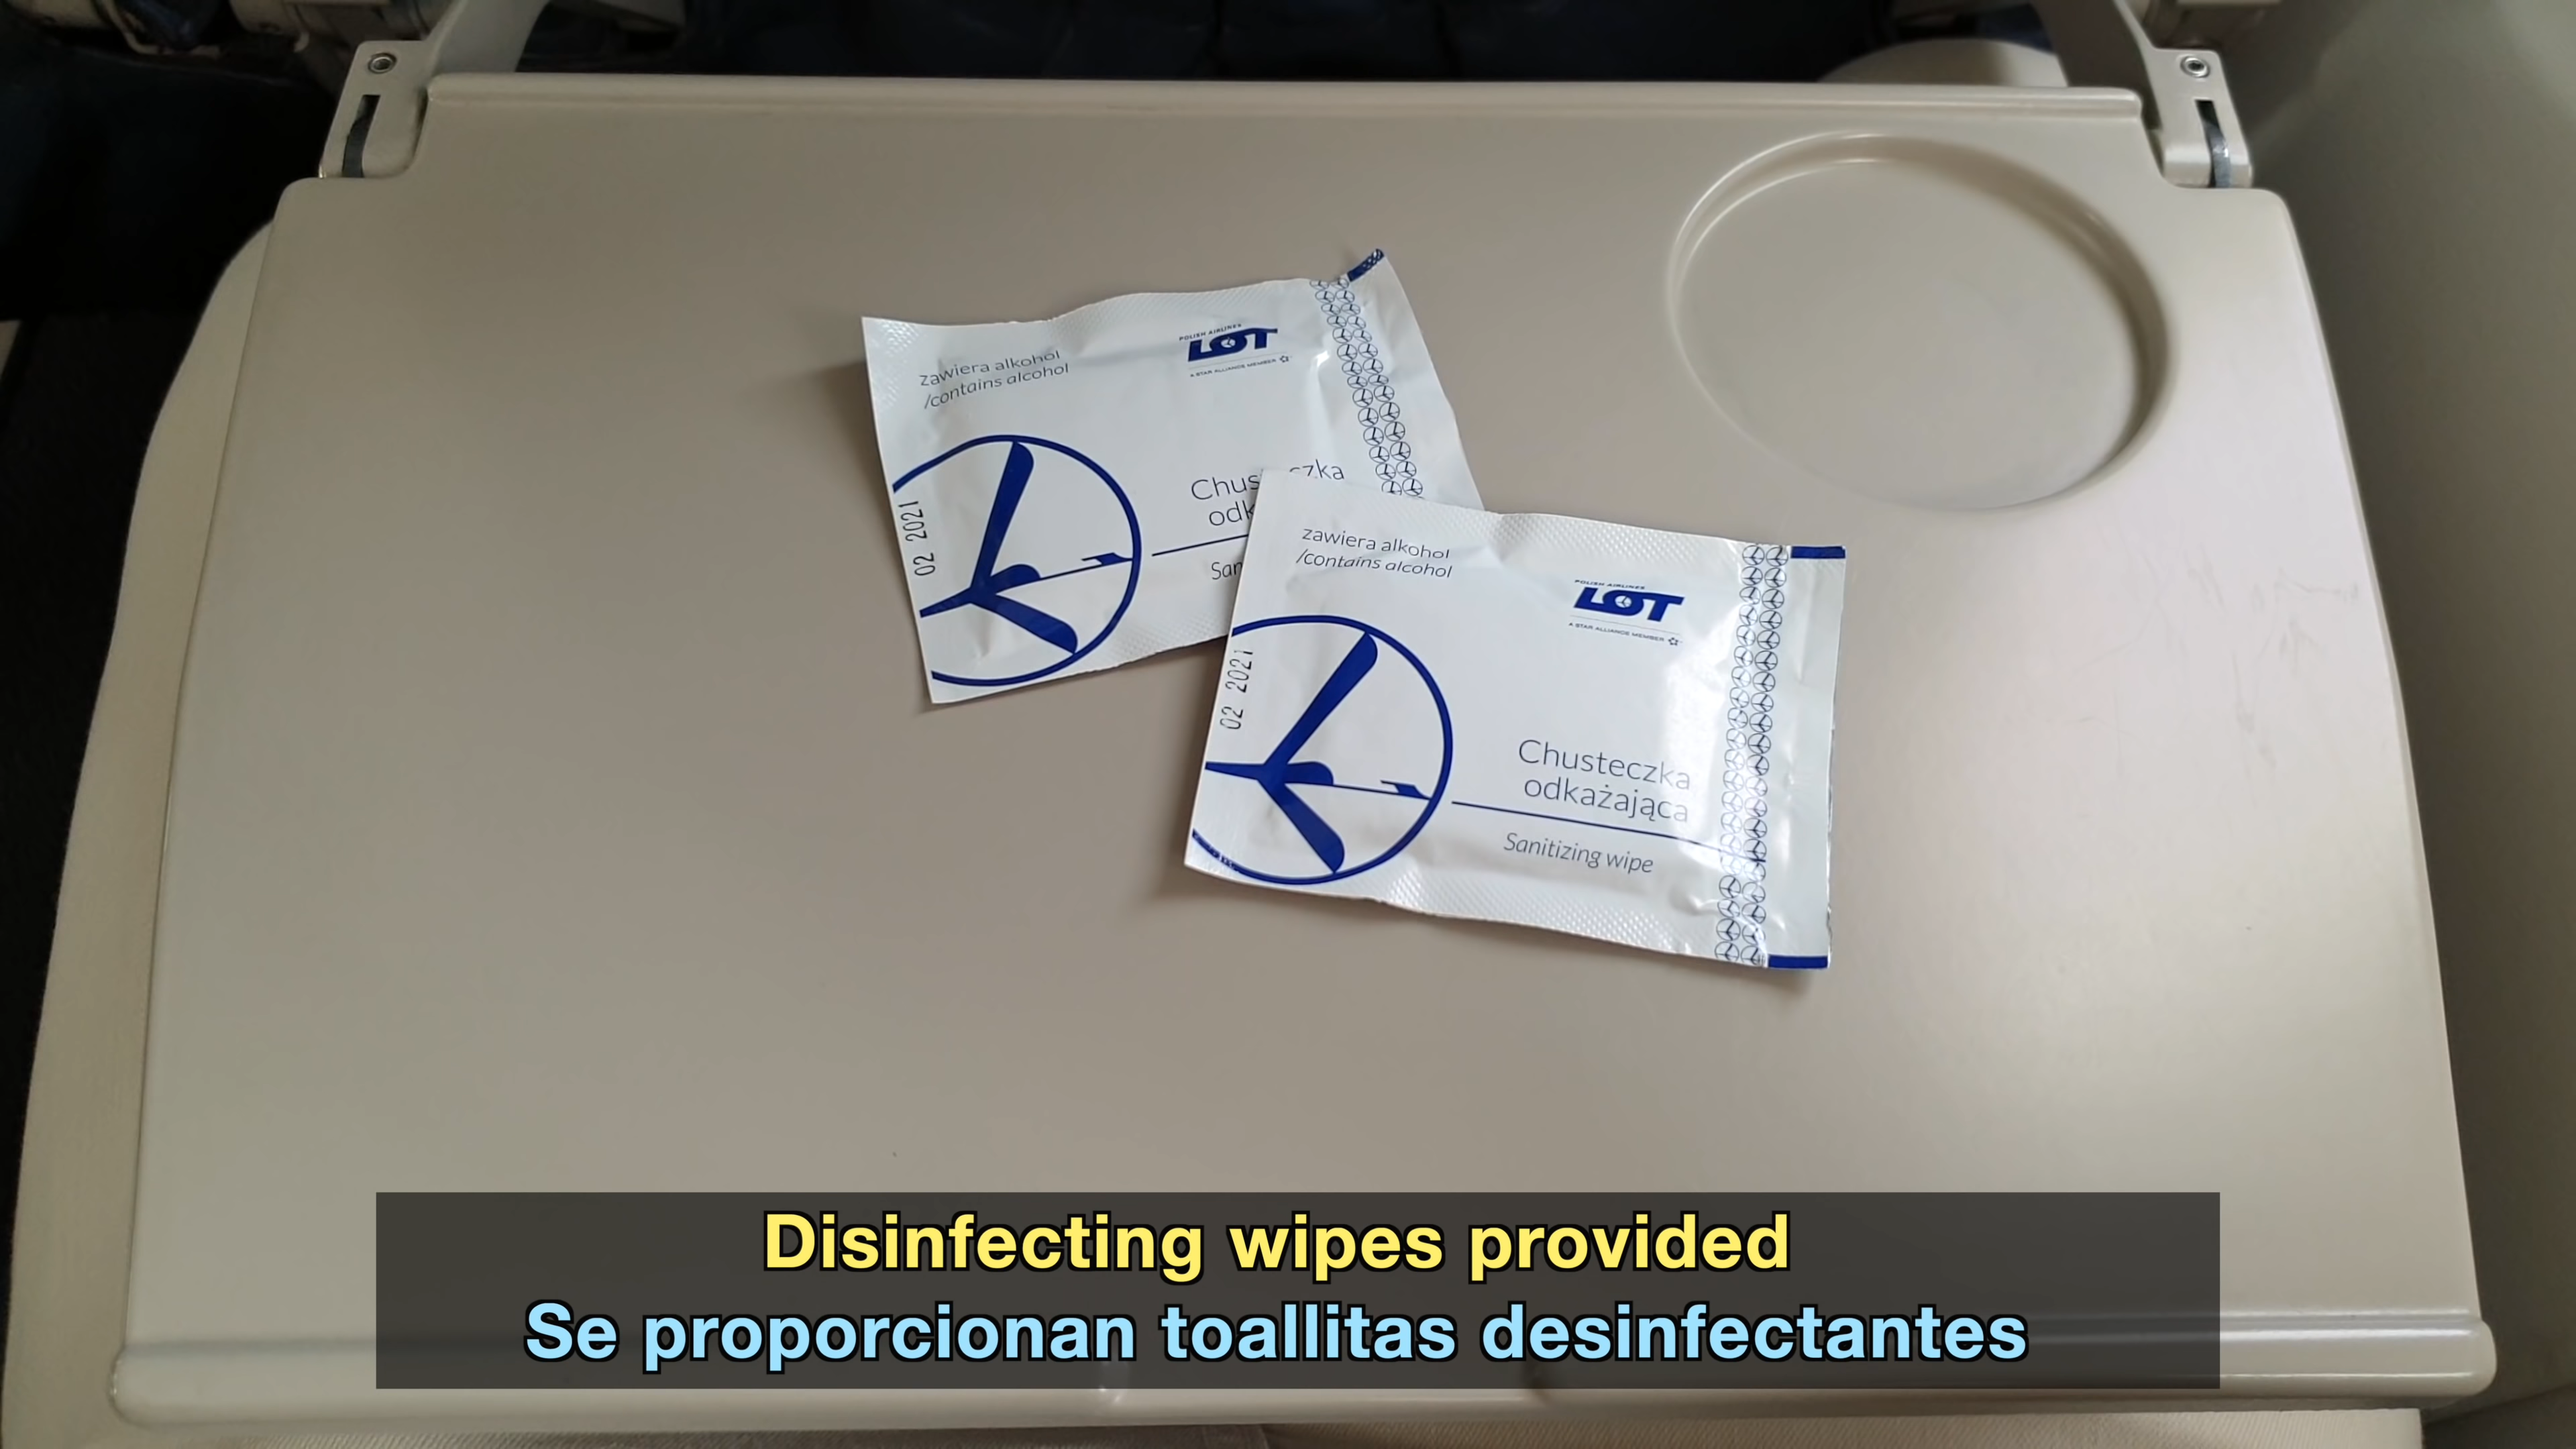 zawiera alkohol
/contains alcohol
POLISH AIRLINES
LOT
A STAR ALLIANCE MEMBER
02 2021
zawiera alkohol
/contains alcohol
POLISH AIRLINES
LOT
A STAR ALLIANCE MEMBER
02 2021
Chusteczka
odkażająca
Sanitizing wipe
Disinfecting wipes provided
Se proporcionan toallitas desinfectantes